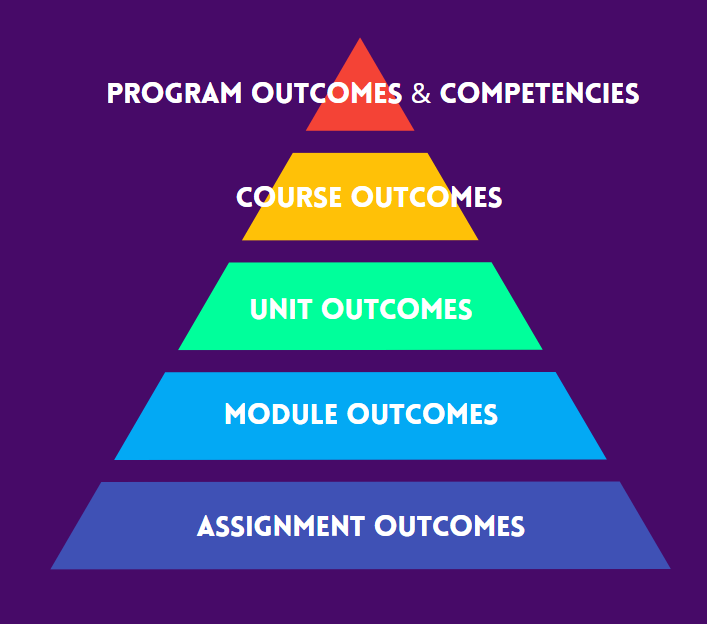 PROGRAM OUTCOMES & COMPETENCIES
COURSE OUTCOMES
UNIT OUTCOMES
MODULE OUTCOMES
ASSIGNMENT OUTCOMES